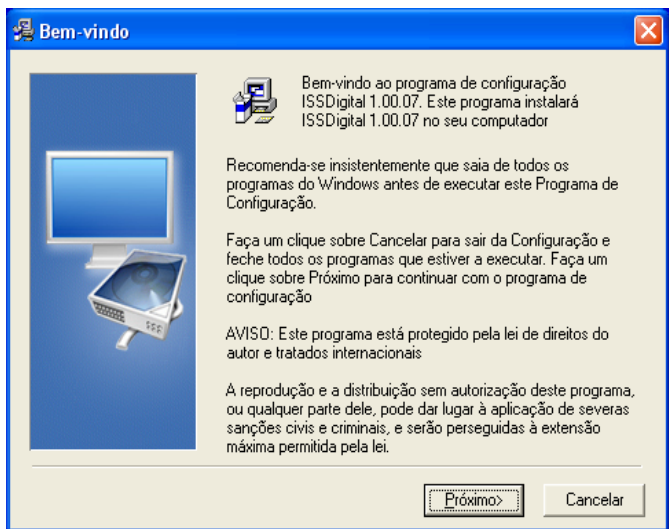 Bem-vindo
Bem-vindo ao programa de configuração
ISSDigital 1.00.07. Este programa instalará
ISSDigital 1.00.07 no seu computador
Recomenda-se insistentemente que saia de todos os
programas do Windows antes de executar este Programa de
Configuração.
Faça um clique sobre Cancelar para sair da Configuração e
feche todos os programas que estiver a executar. Faça um
clique sobre Próximo para continuar com o programa de
configuração
AVISO: Este programa está protegido pela lei de direitos do
autor e tratados internacionais
A reprodução e a distribuição sem autorização deste programa,
ou qualquer parte dele, pode dar lugar à aplicação de severas
sanções civis e criminais, e serão perseguidas à extensão
máxima permitida pela lei.
Próximo>
Cancelar